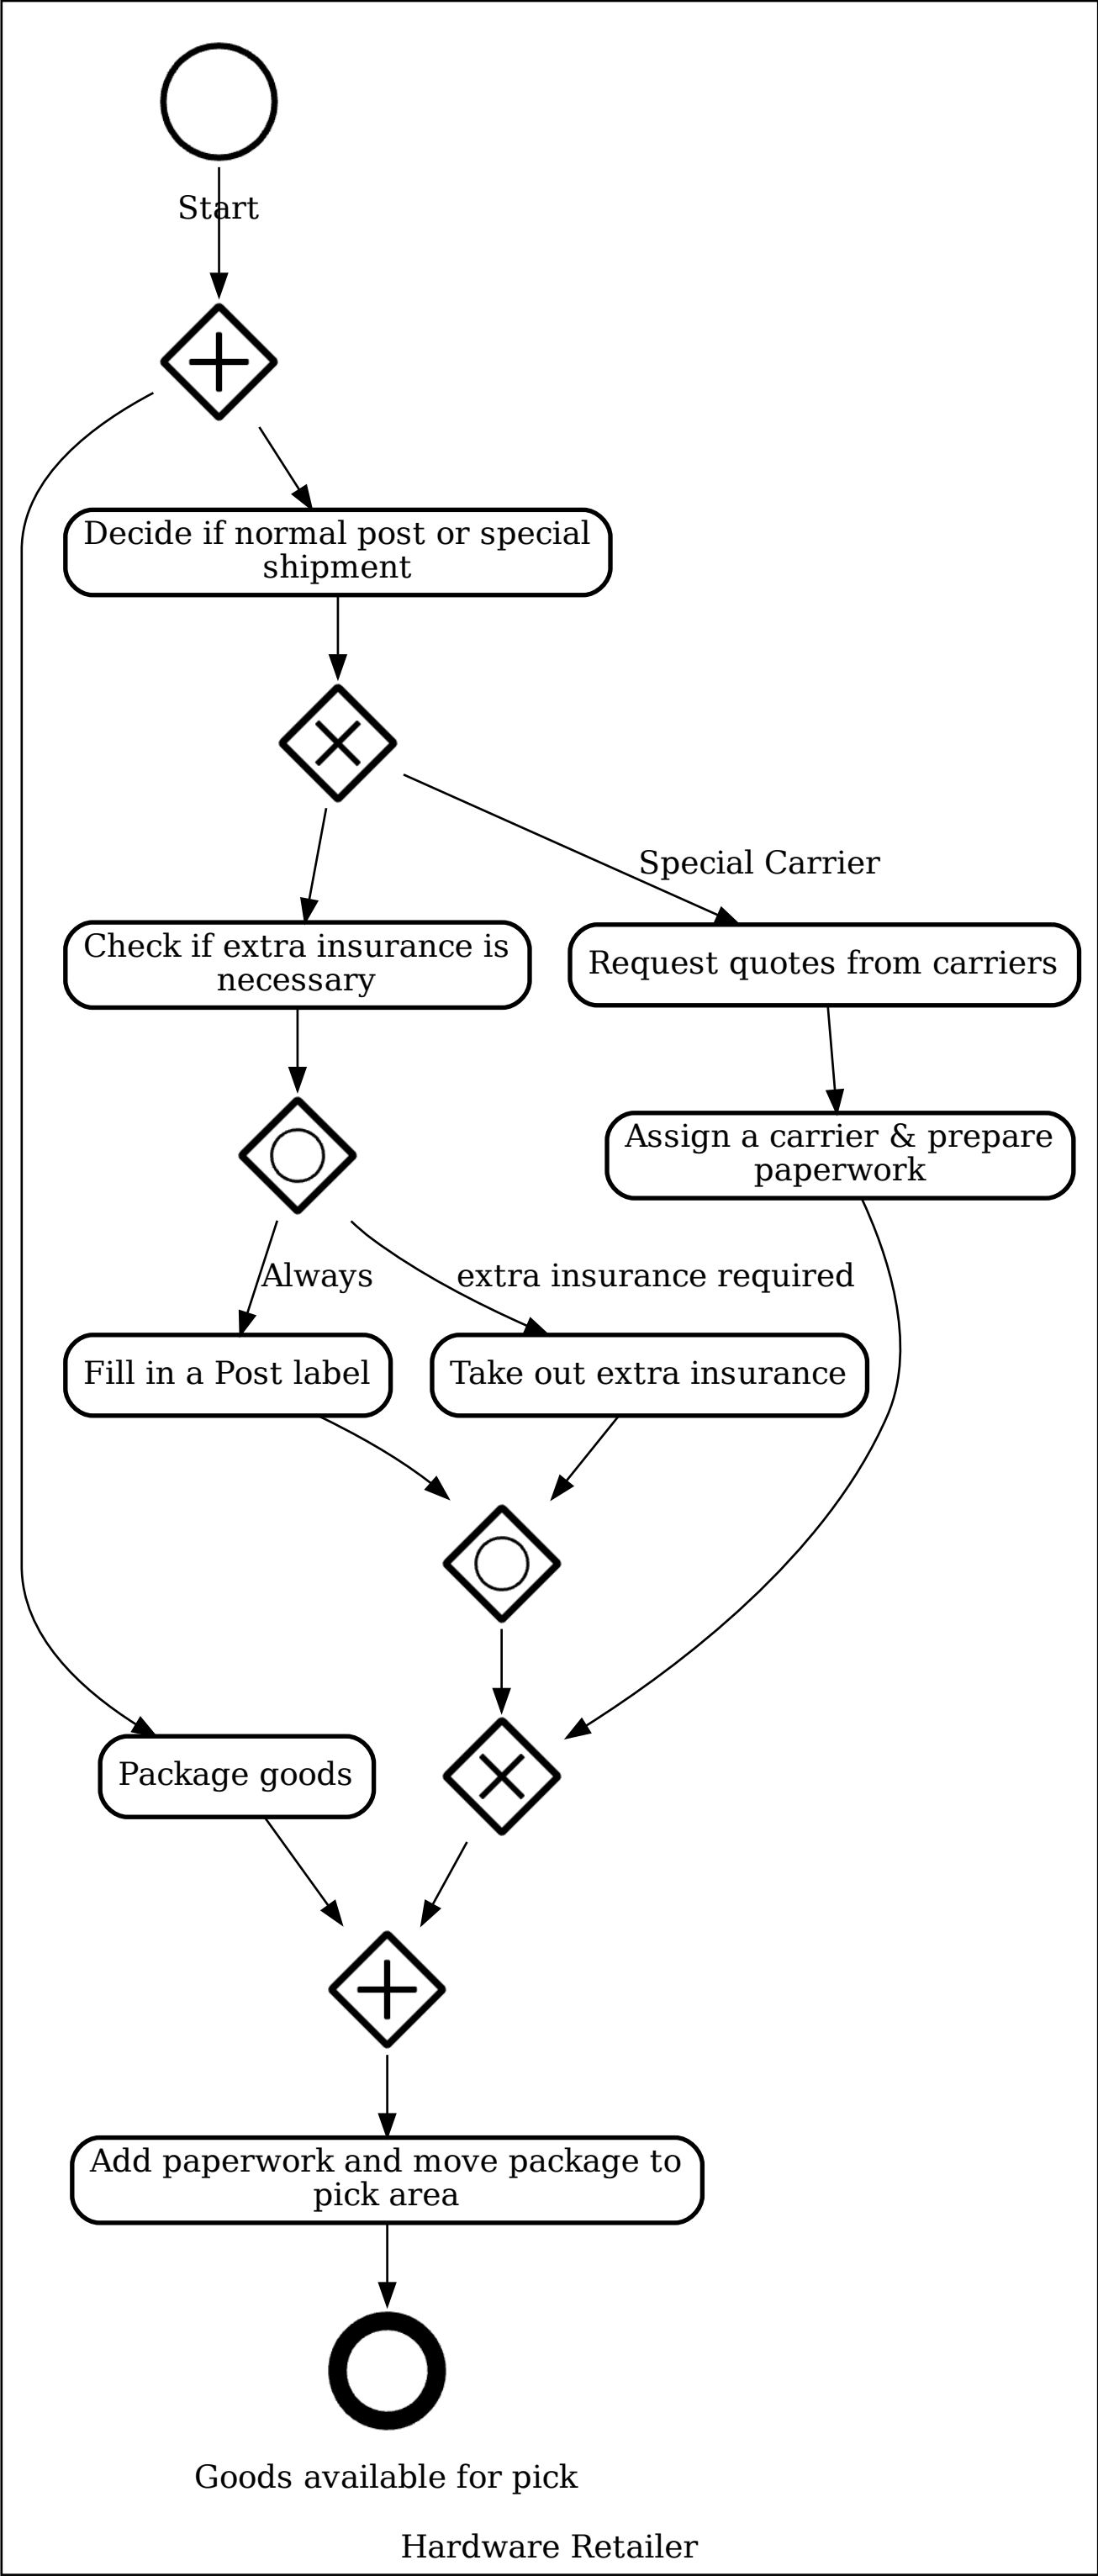 Start
Decide if normal post or special
shipment
Special Carrier
Check if extra insurance is
necessary
Request quotes from carriers
Assign a carrier & prepare
paperwork
Always
extra insurance required
Fill in a Post label
Take out extra insurance
Package goods
Add paperwork and move package to
pick area
Goods available for pick
Hardware Retailer